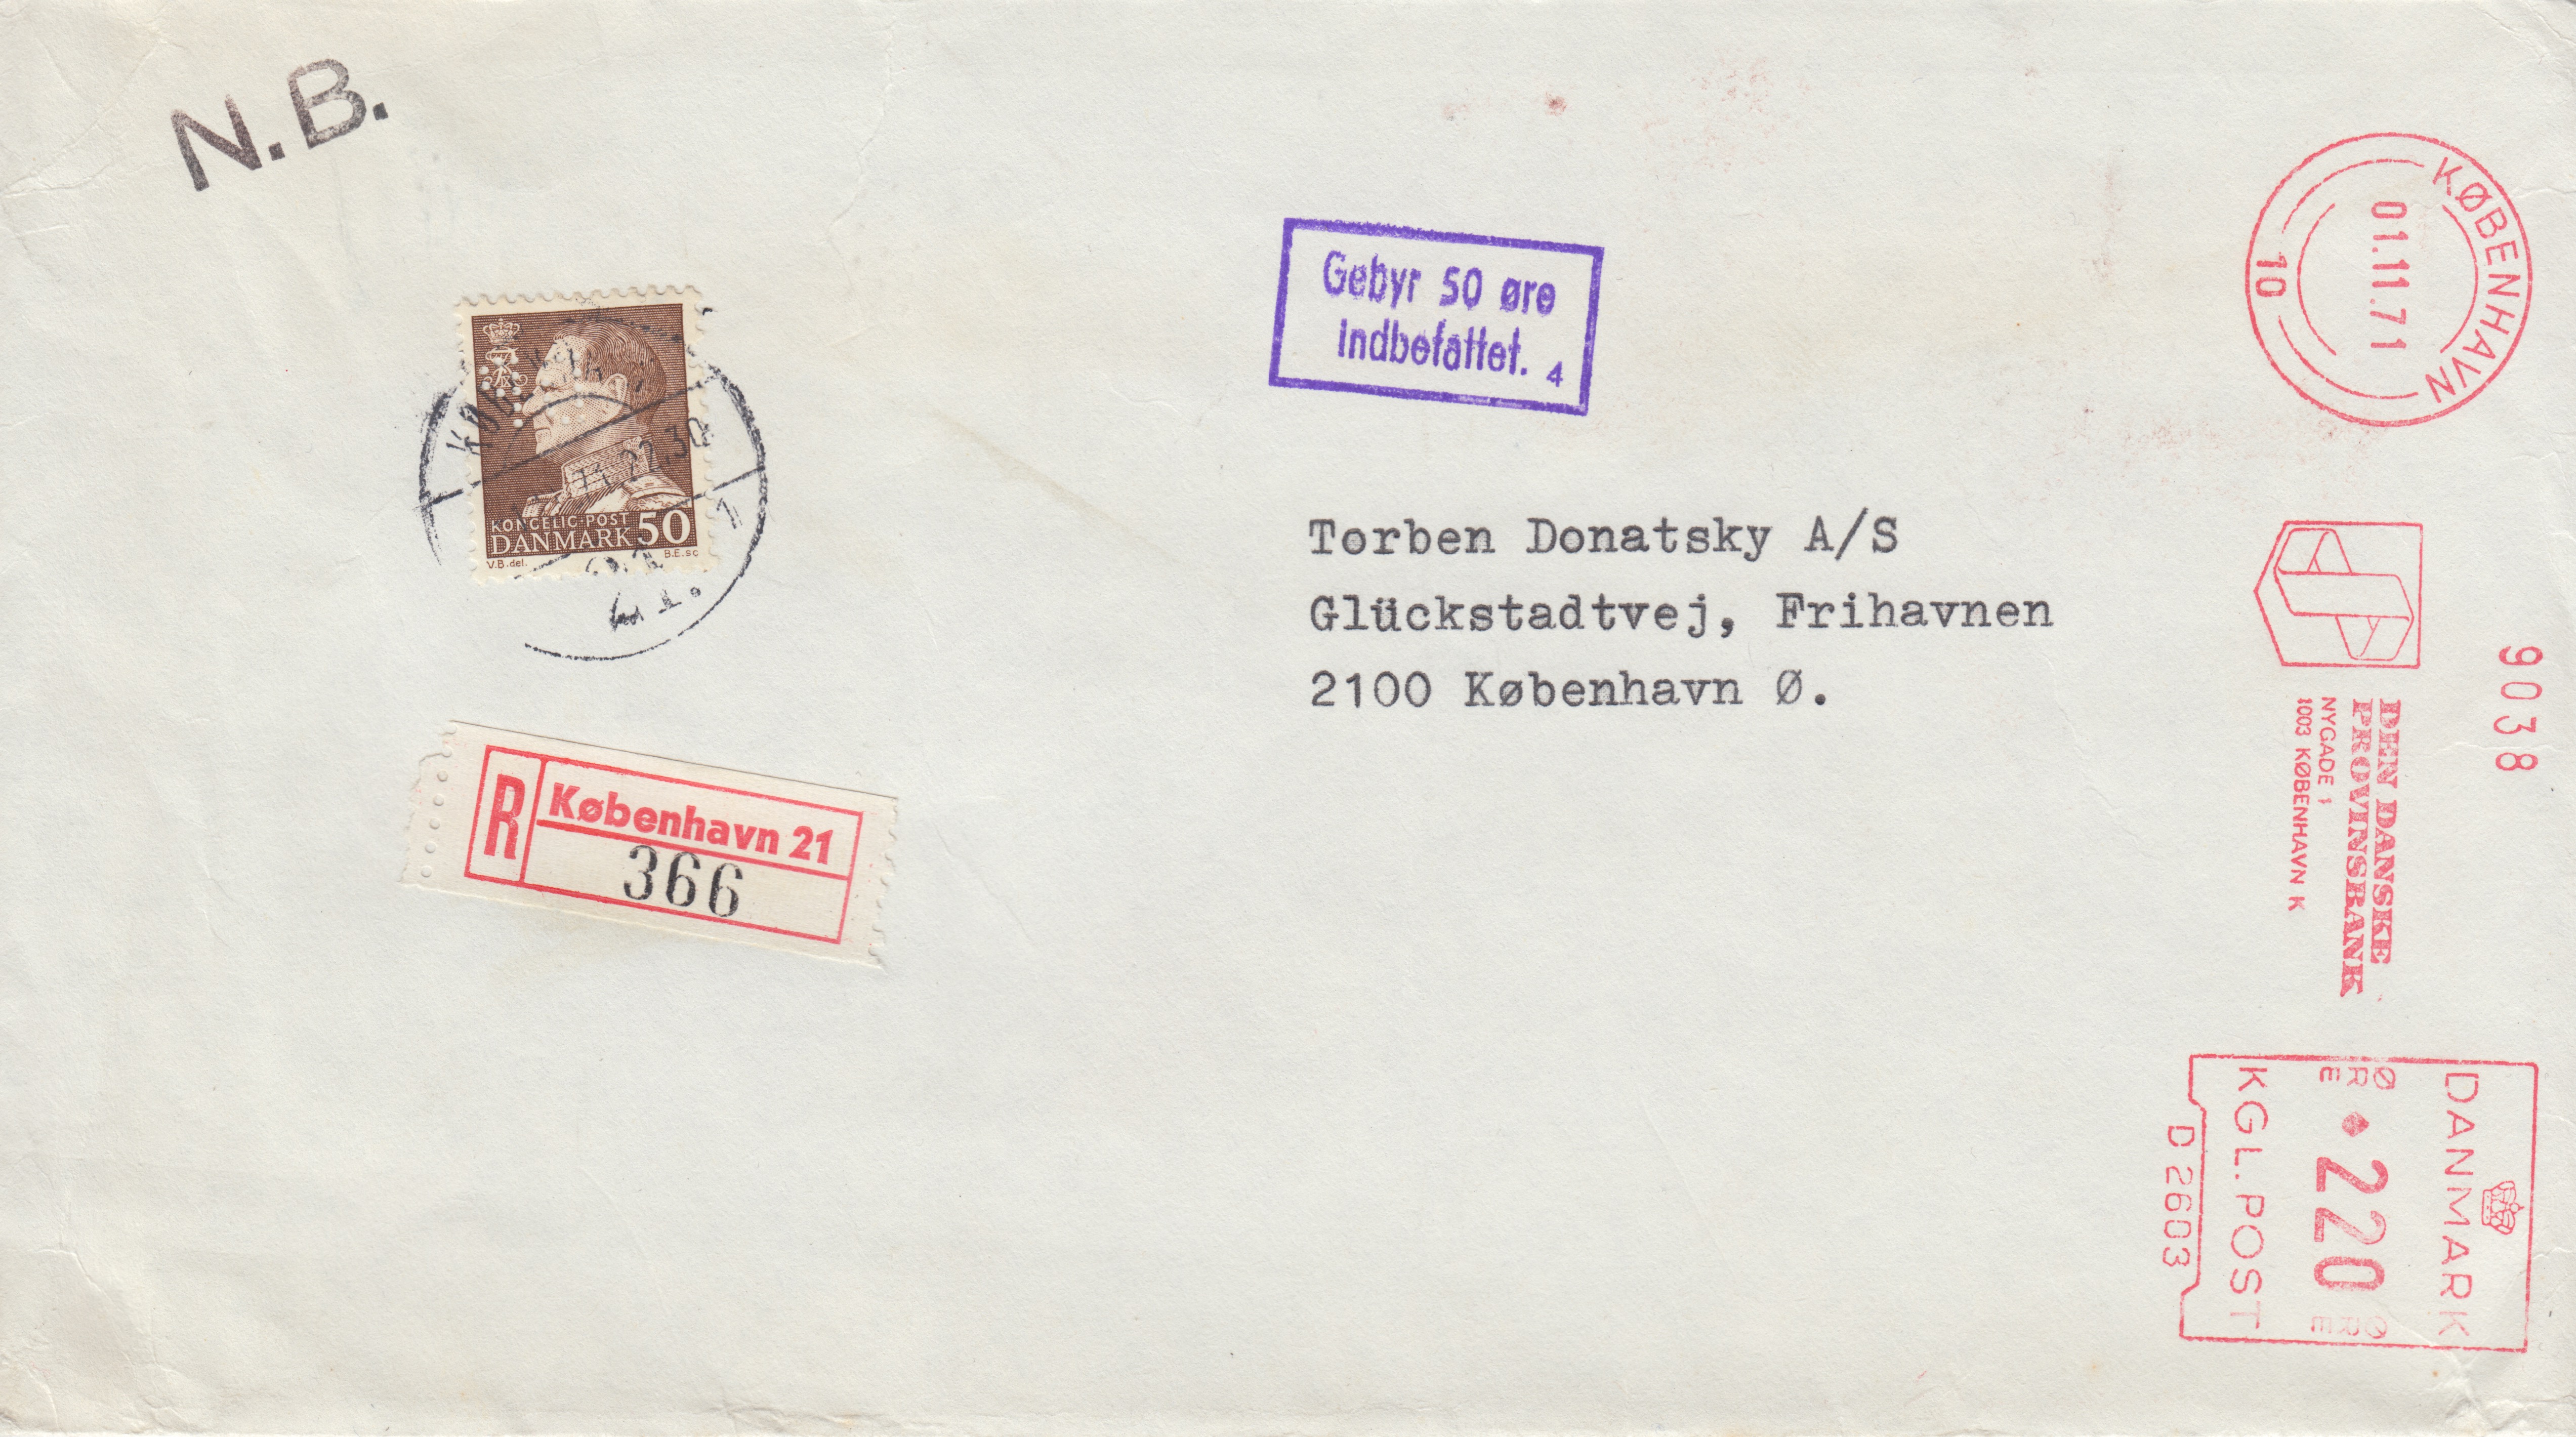 N.B.
KONGELIG POST
DANMARK 50
V.B.del.
B.E.sc
22.30
R
København 21
366
Gebyr 50 øre
indbefattet. 4
Torben Donatsky A/S
Glückstadtvej, Frihavnen
2100 København Ø.
KØBENHAVN
01.11.71
10
9038
DEN DANSKE
PROVINSBANK
NYGADE 1
1003 KØBENHAVN K
DANMARK
ØRE 220 ØRE
KGL. POST
D 2603